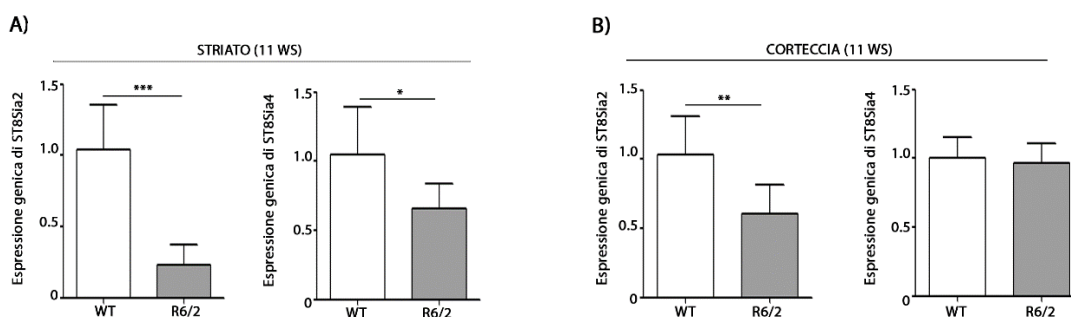 A)
STRIATO (11 WS)
Espressione genica di ST8Sia2
1.5
1.0
0.5
0
***
WT
R6/2
Espressione genica di ST8Sia4
1.5
1.0
0.5
0
*
WT
R6/2
B)
CORTECCIA (11 WS)
Espressione genica di ST8Sia2
1.5
1.0
0.5
0
**
WT
R6/2
Espressione genica di ST8Sia4
1.5
1.0
0.5
0
WT
R6/2